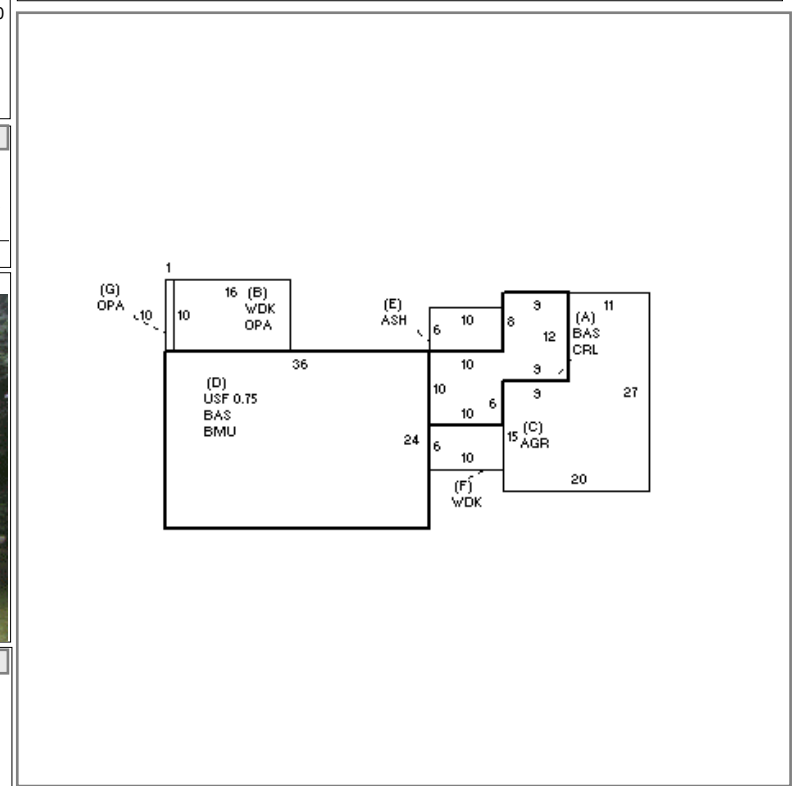 1
(G)
OPA
10
10
16
(B)
WDK
OPA
(E)
ASH
6
10
8
9
12
(A)
BAS
CRL
11
36
10
9
(D)
USF 0.75
BAS
BMU
10
6
9
27
10
24
6
15
(C)
AGR
10
20
(F)
WDK